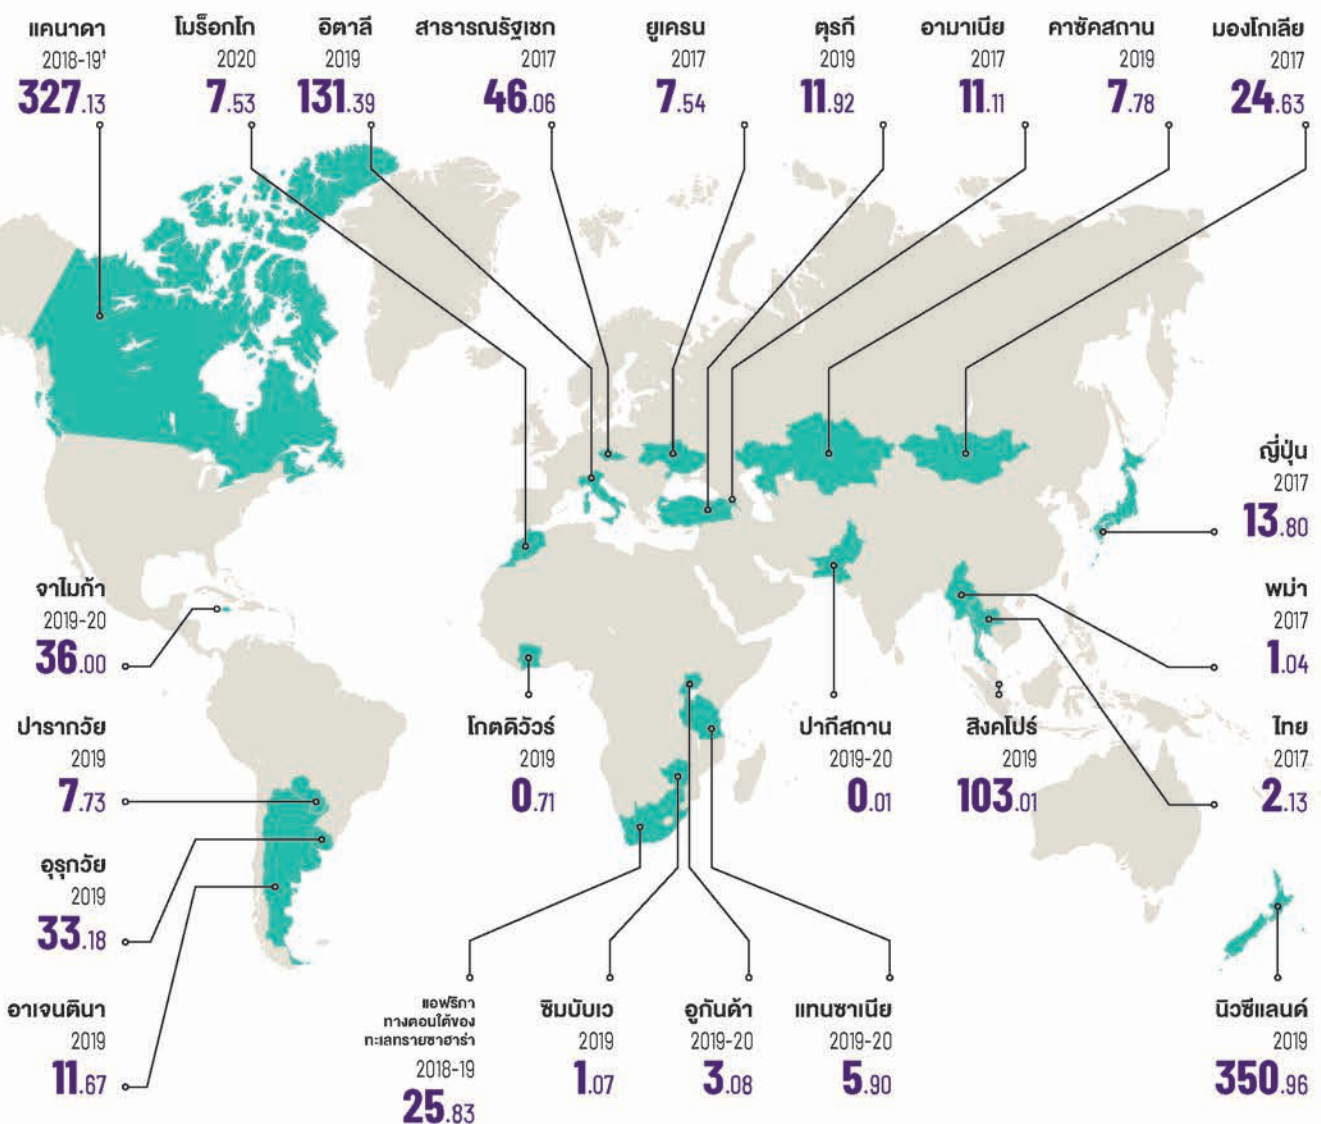 แคนาดา
2018-19†
327.13
โมร็อกโก
2020
7.53
อิตาลี
2019
131.39
สาธารณรัฐเชก
2017
46.06
ยูเครน
2017
7.54
ตุรกี
2019
11.92
อามาเนีย
2017
11.11
คาซัคสถาน
2019
7.78
มองโกเลีย
2017
24.63
ญี่ปุ่น
2017
13.80
จาไมก้า
2019-20
36.00
พม่า
2017
1.04
ปารากวัย
2019
7.73
โกตดิวัวร์
2019
0.71
ปากีสถาน
2019-20
0.01
สิงคโปร์
2019
103.01
ไทย
2017
2.13
อุรุกวัย
2019
33.18
อาเจนตินา
2019
11.67
แอฟริกา
ทางตอนใต้ของ
ทะเลทรายซาฮาร่า
2018-19
25.83
ซิมบับเว
2019
1.07
อูกันด้า
2019-20
3.08
แทนซาเนีย
2019-20
5.90
นิวซีแลนด์
2019
350.96